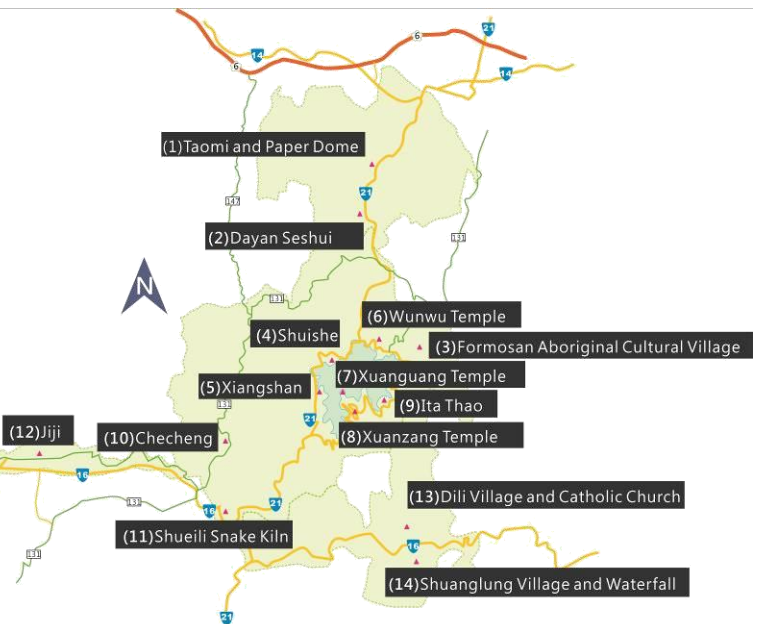 21
6
14
6
14
(1)Taomi and Paper Dome
21
147
(2)Dayan Seshui
131
N
131
(6)Wunwu Temple
(4)Shuishe
(3)Formosan Aboriginal Cultural Village
(7)Xuanguang Temple
(5)Xiangshan
(9)Ita Thao
131
21
(12)Jiji
(10)Checheng
(8)Xuanzang Temple
16
131
21
16
(13)Dili Village and Catholic Church
(11)Shueili Snake Kiln
16
131
(14)Shuanglung Village and Waterfall
21